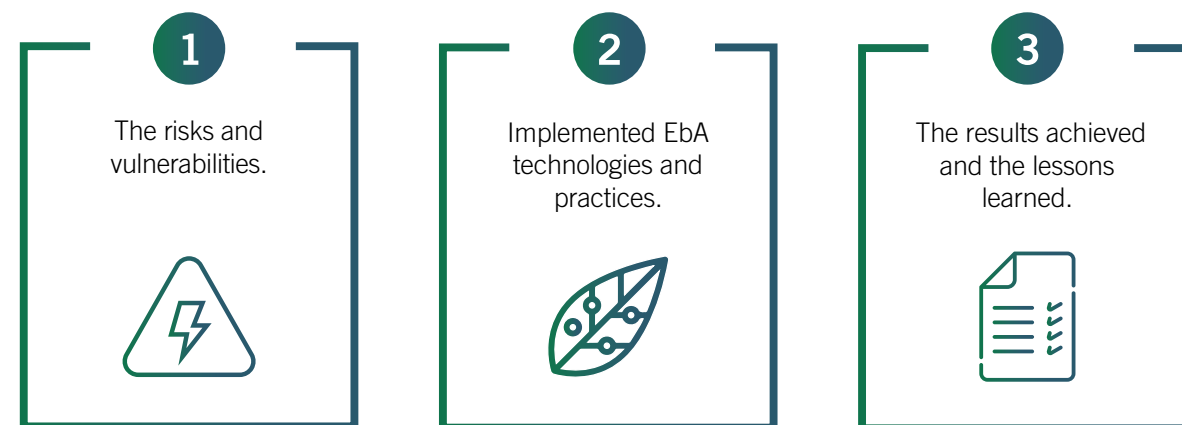 1
The risks and
vulnerabilities.
2
Implemented EbA
technologies and
practices.
3
The results achieved
and the lessons
learned.